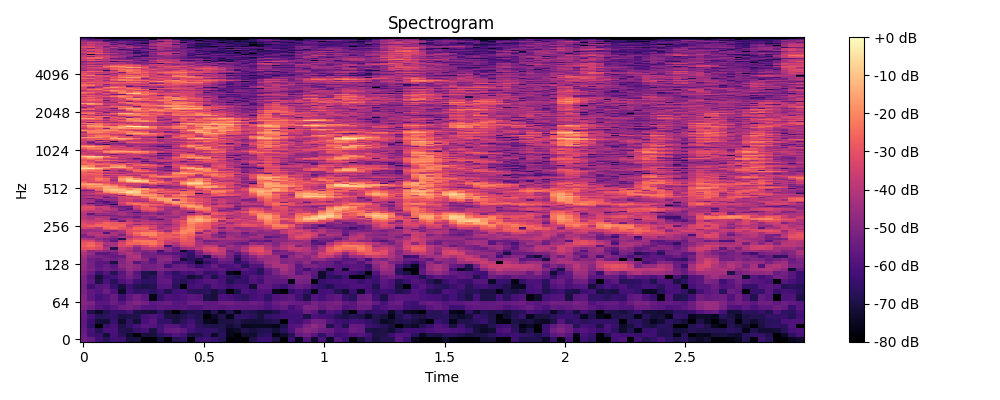 Spectrogram
Hz
4096
2048
1024
512
256
128
64
0
0
0.5
1
1.5
2
2.5
Time
+0 dB
-10 dB
-20 dB
-30 dB
-40 dB
-50 dB
-60 dB
-70 dB
-80 dB